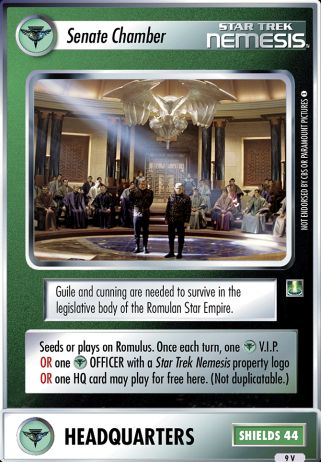 Senate Chamber
STAR TREK
NEMESIS™
NOT ENDORSED BY CBS OR PARAMOUNT PICTURES
Guile and cunning are needed to survive in the
legislative body of the Romulan Star Empire.
Seeds or plays on Romulus. Once each turn, one V.I.P.
OR one OFFICER with a Star Trek Nemesis property logo
OR one HQ card may play for free here. (Not duplicatable.)
HEADQUARTERS
SHIELDS 44
9 V